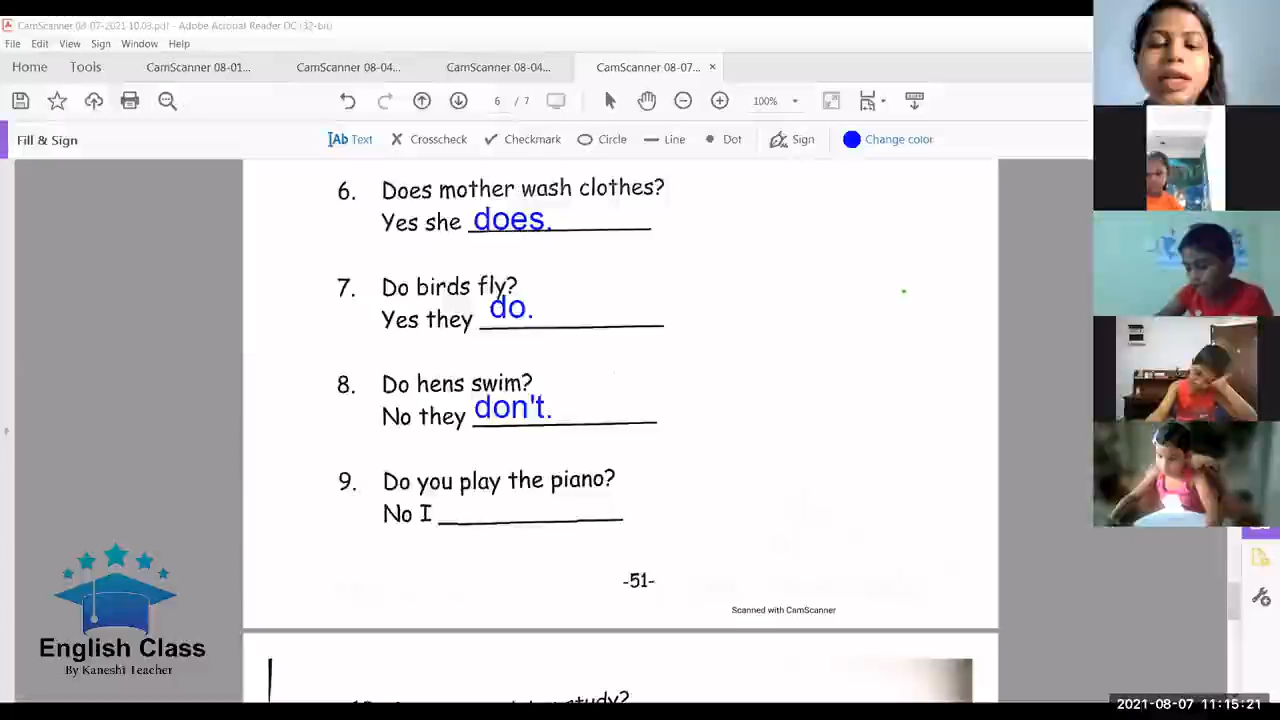 CamScanner 08-07-2021 10.03.pdf - Adobe Acrobat Reader DC (32-bit)
File Edit View Sign Window Help
Home Tools CamScanner 08-01... CamScanner 08-04... CamScanner 08-04... CamScanner 08-07... ×
6 / 7 100%
Fill & Sign Ab Text Crosscheck Checkmark Circle Line Dot Sign Change color
6. Does mother wash clothes?
Yes she does.
7. Do birds fly?
Yes they do.
8. Do hens swim?
No they don't.
9. Do you play the piano?
No I
-51-
Scanned with CamScanner
English Class
By Kaneshi Teacher
study?
2021-08-07 11:15:21